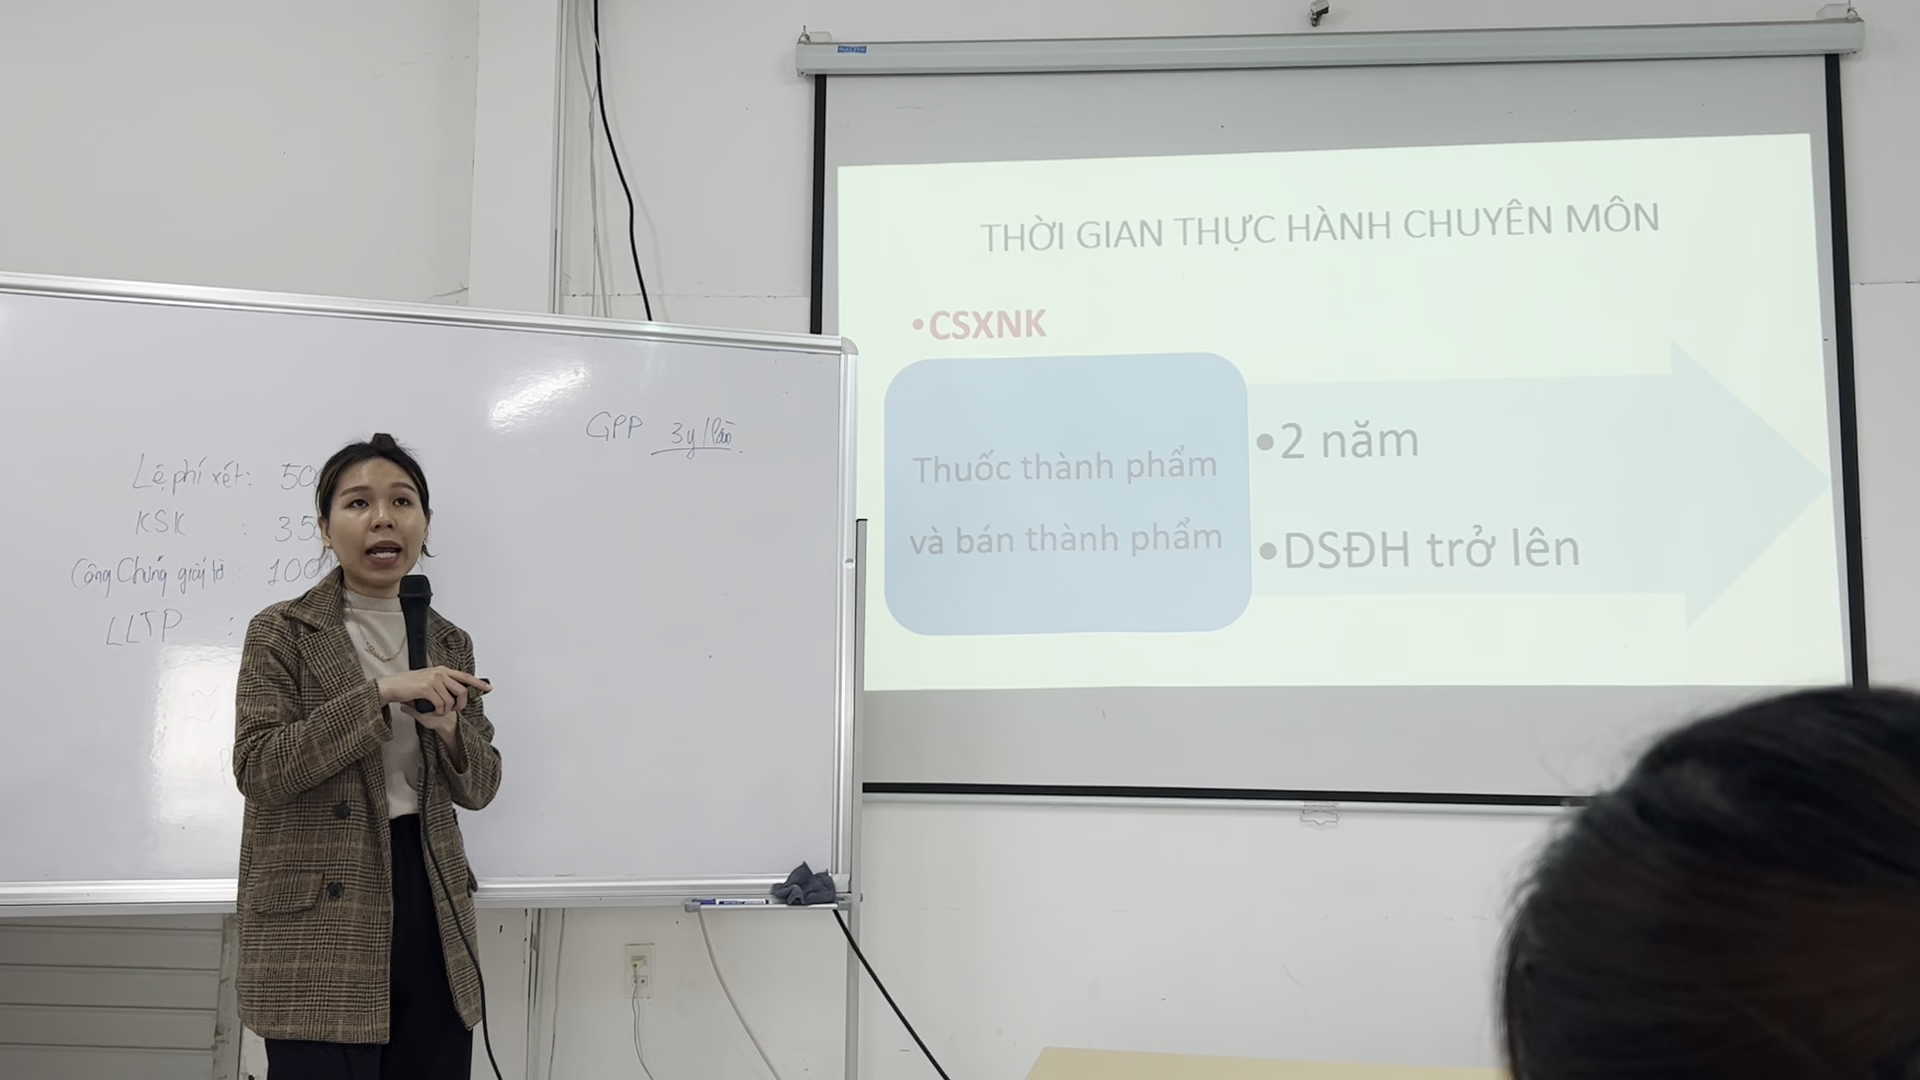 GPP 3y/lần
Lệ phí xét: 500
KSK : 35
Công Chứng giấy tờ : 100
LLTP :
THỜI GIAN THỰC HÀNH CHUYÊN MÔN
•CSXNK
Thuốc thành phẩm
và bán thành phẩm
•2 năm
•DSĐH trở lên